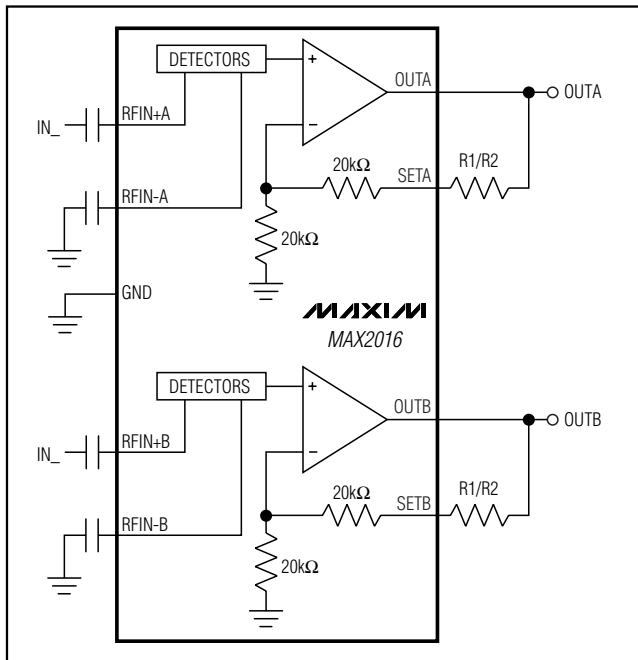 DETECTORS
+
OUTA
OUTA
IN_
RFIN+A
−
20kΩ
SETA
R1/R2
RFIN-A
20kΩ
GND
MAXIM
MAX2016
DETECTORS
+
OUTB
OUTB
IN_
RFIN+B
−
20kΩ
SETB
R1/R2
RFIN-B
20kΩ